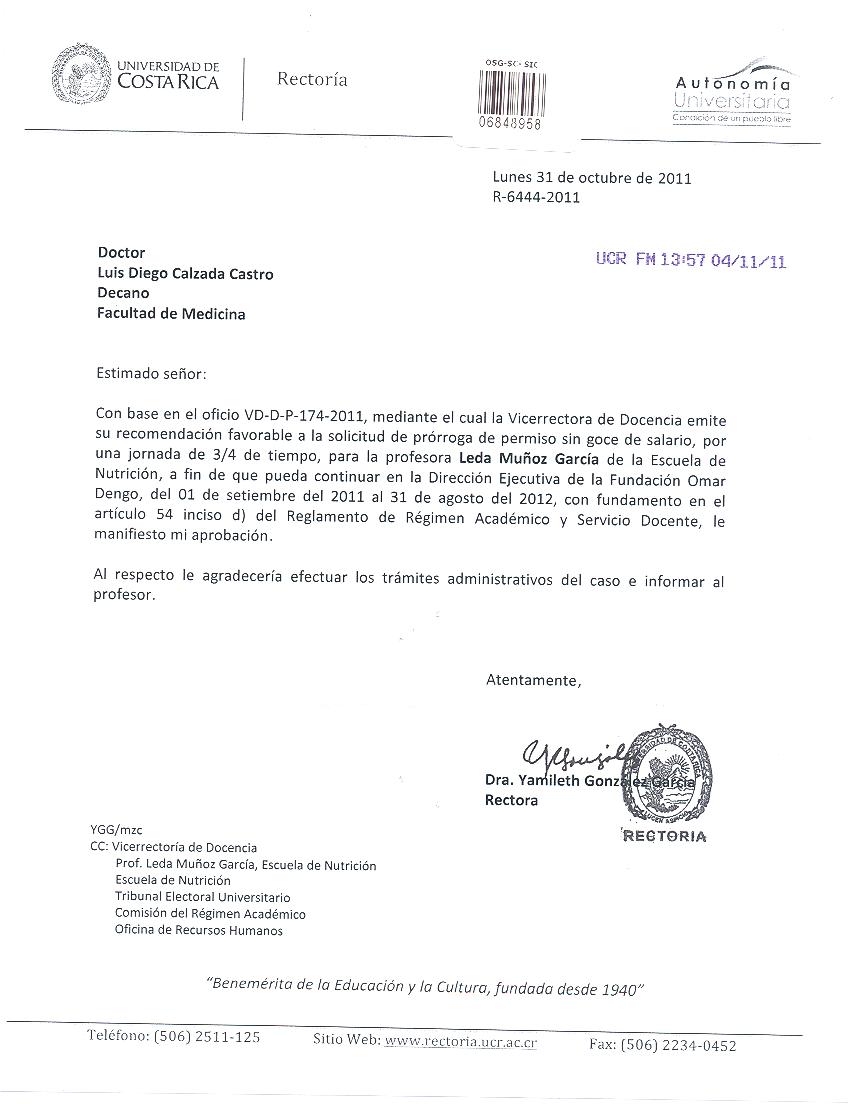 UNIVERSIDAD DE
COSTA RICA
Rectoría
OSG-SC-SIC
06848958
Autonomía
Universitaria
Condición de un pueblo libre
Lunes 31 de octubre de 2011
R-6444-2011
UCR FM 13:57 04/11/11
Doctor
Luis Diego Calzada Castro
Decano
Facultad de Medicina
Estimado señor:
Con base en el oficio VD-D-P-174-2011, mediante el cual la Vicerrectora de Docencia emite
su recomendación favorable a la solicitud de prórroga de permiso sin goce de salario, por
una jornada de 3/4 de tiempo, para la profesora Leda Muñoz García de la Escuela de
Nutrición, a fin de que pueda continuar en la Dirección Ejecutiva de la Fundación Omar
Dengo, del 01 de setiembre del 2011 al 31 de agosto del 2012, con fundamento en el
artículo 54 inciso d) del Reglamento de Régimen Académico y Servicio Docente, le
manifiesto mi aprobación.
Al respecto le agradecería efectuar los trámites administrativos del caso e informar al
profesor.
Atentamente,
Dra. Yamileth González García
Rectora
UNIVERSIDAD DE COSTA RICA
RECTORIA
YGG/mzc
CC: Vicerrectoría de Docencia
Prof. Leda Muñoz García, Escuela de Nutrición
Escuela de Nutrición
Tribunal Electoral Universitario
Comisión del Régimen Académico
Oficina de Recursos Humanos
"Benemérita de la Educación y la Cultura, fundada desde 1940"
Teléfono: (506) 2511-125 Sitio Web: www.rectoria.ucr.ac.cr Fax: (506) 2234-0452